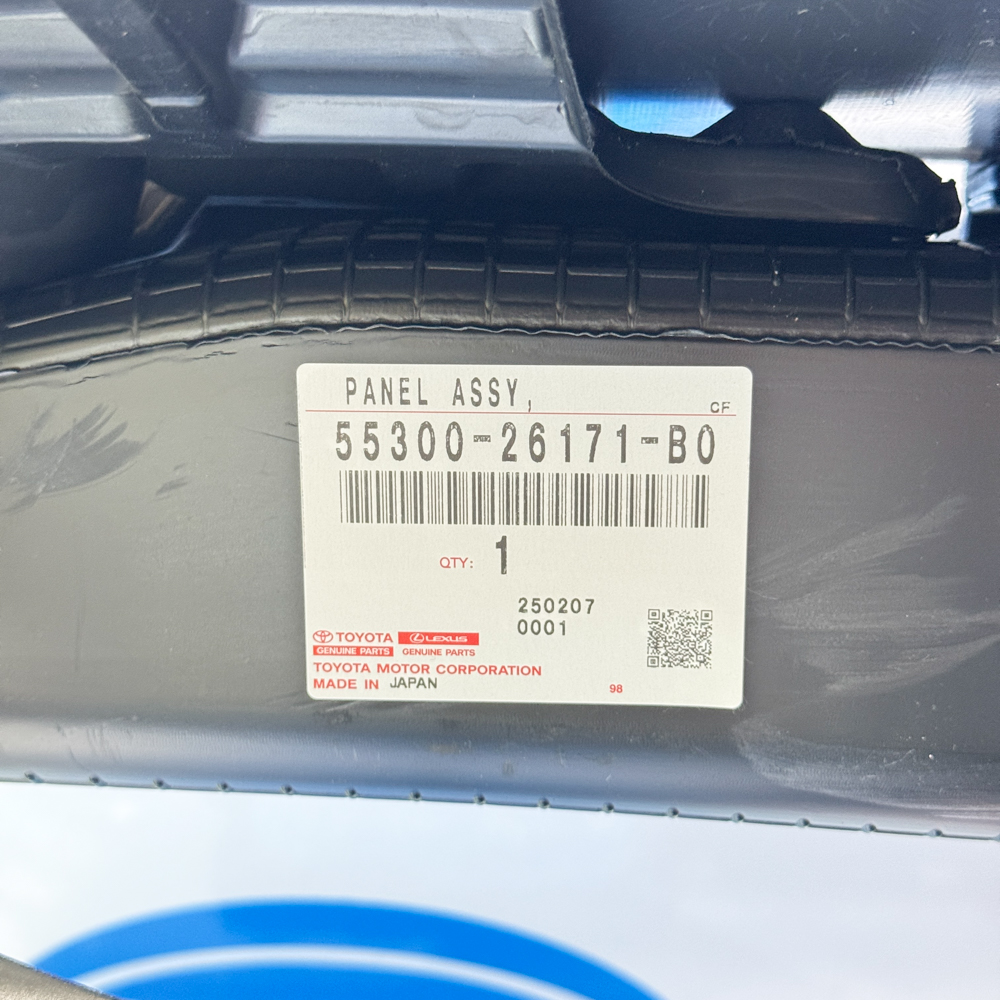 PANEL ASSY,
CF
55300-26171-B0
QTY: 1
250207
0001
TOYOTA LEXUS
GENUINE PARTS GENUINE PARTS
TOYOTA MOTOR CORPORATION
MADE IN JAPAN
98